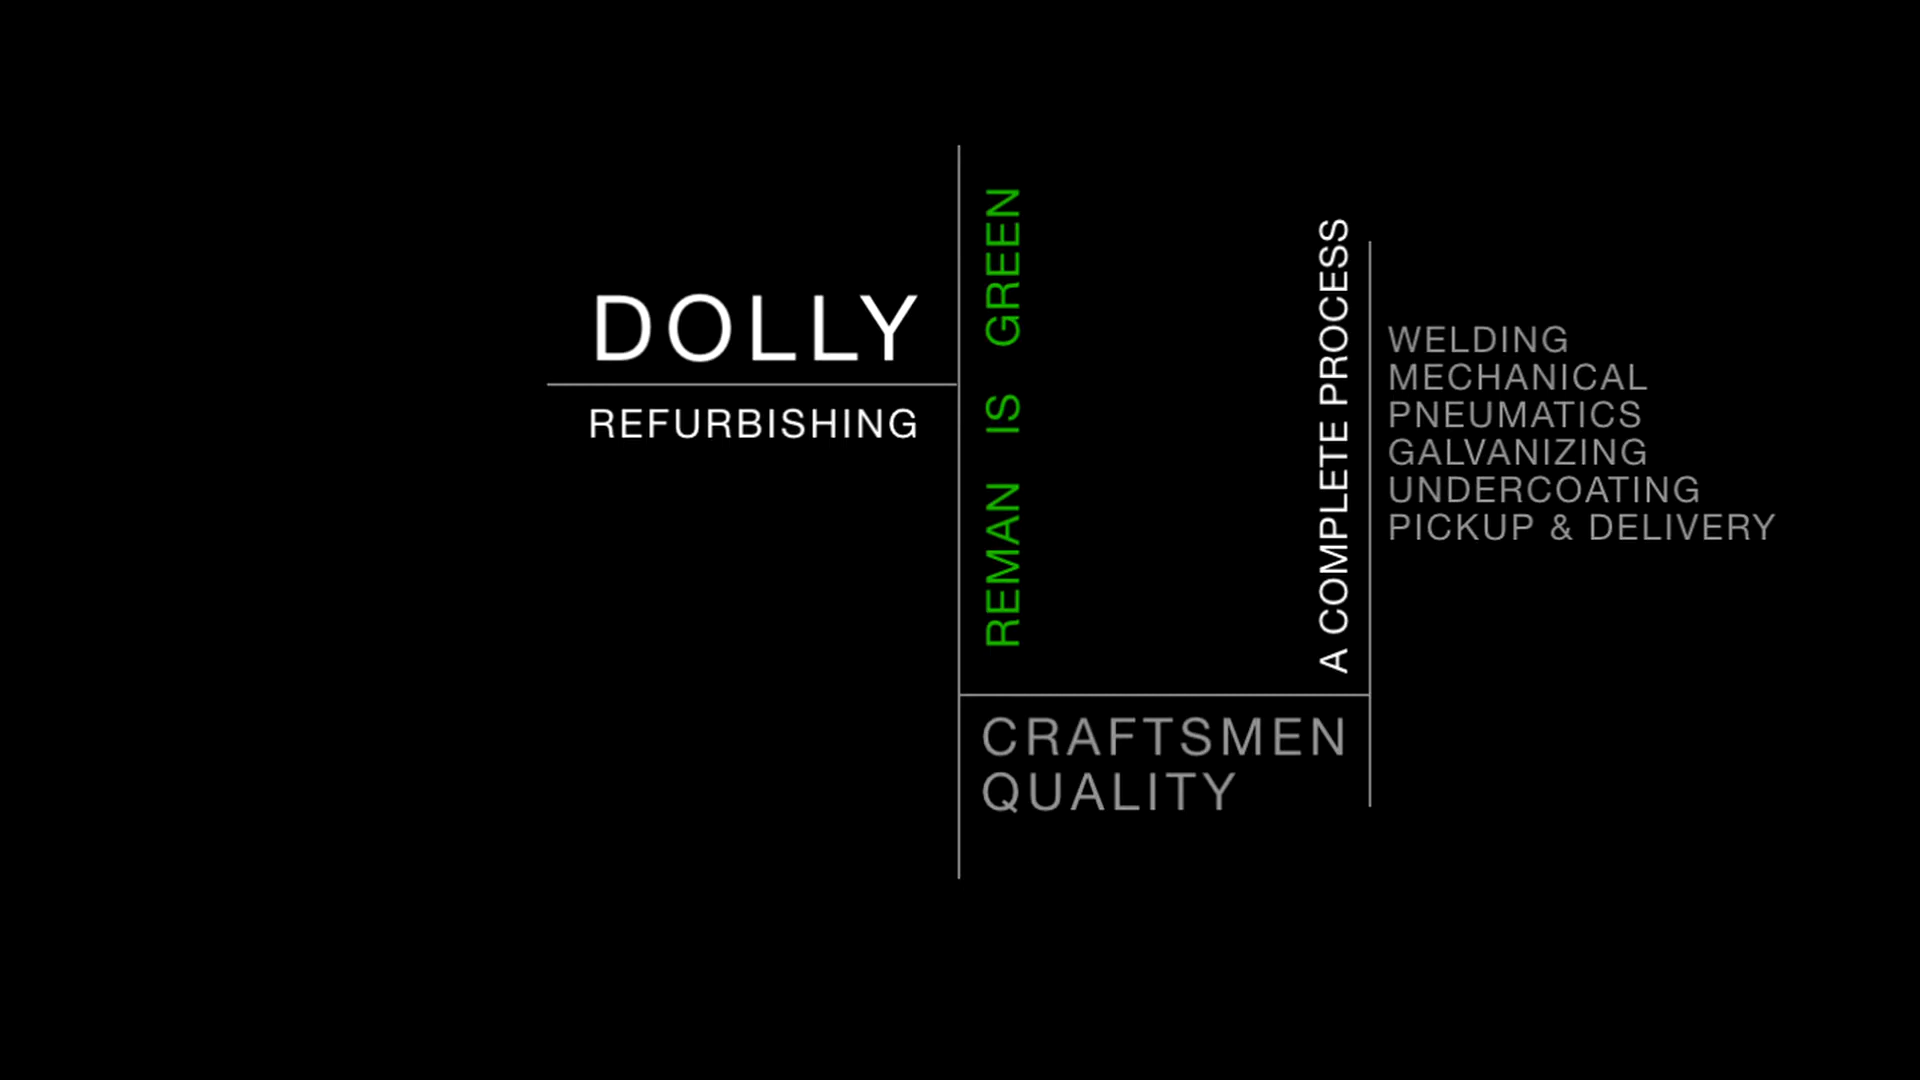 DOLLY
REFURBISHING
REMAN IS GREEN
CRAFTSMEN
QUALITY
A COMPLETE PROCESS
WELDING
MECHANICAL
PNEUMATICS
GALVANIZING
UNDERCOATING
PICKUP & DELIVERY